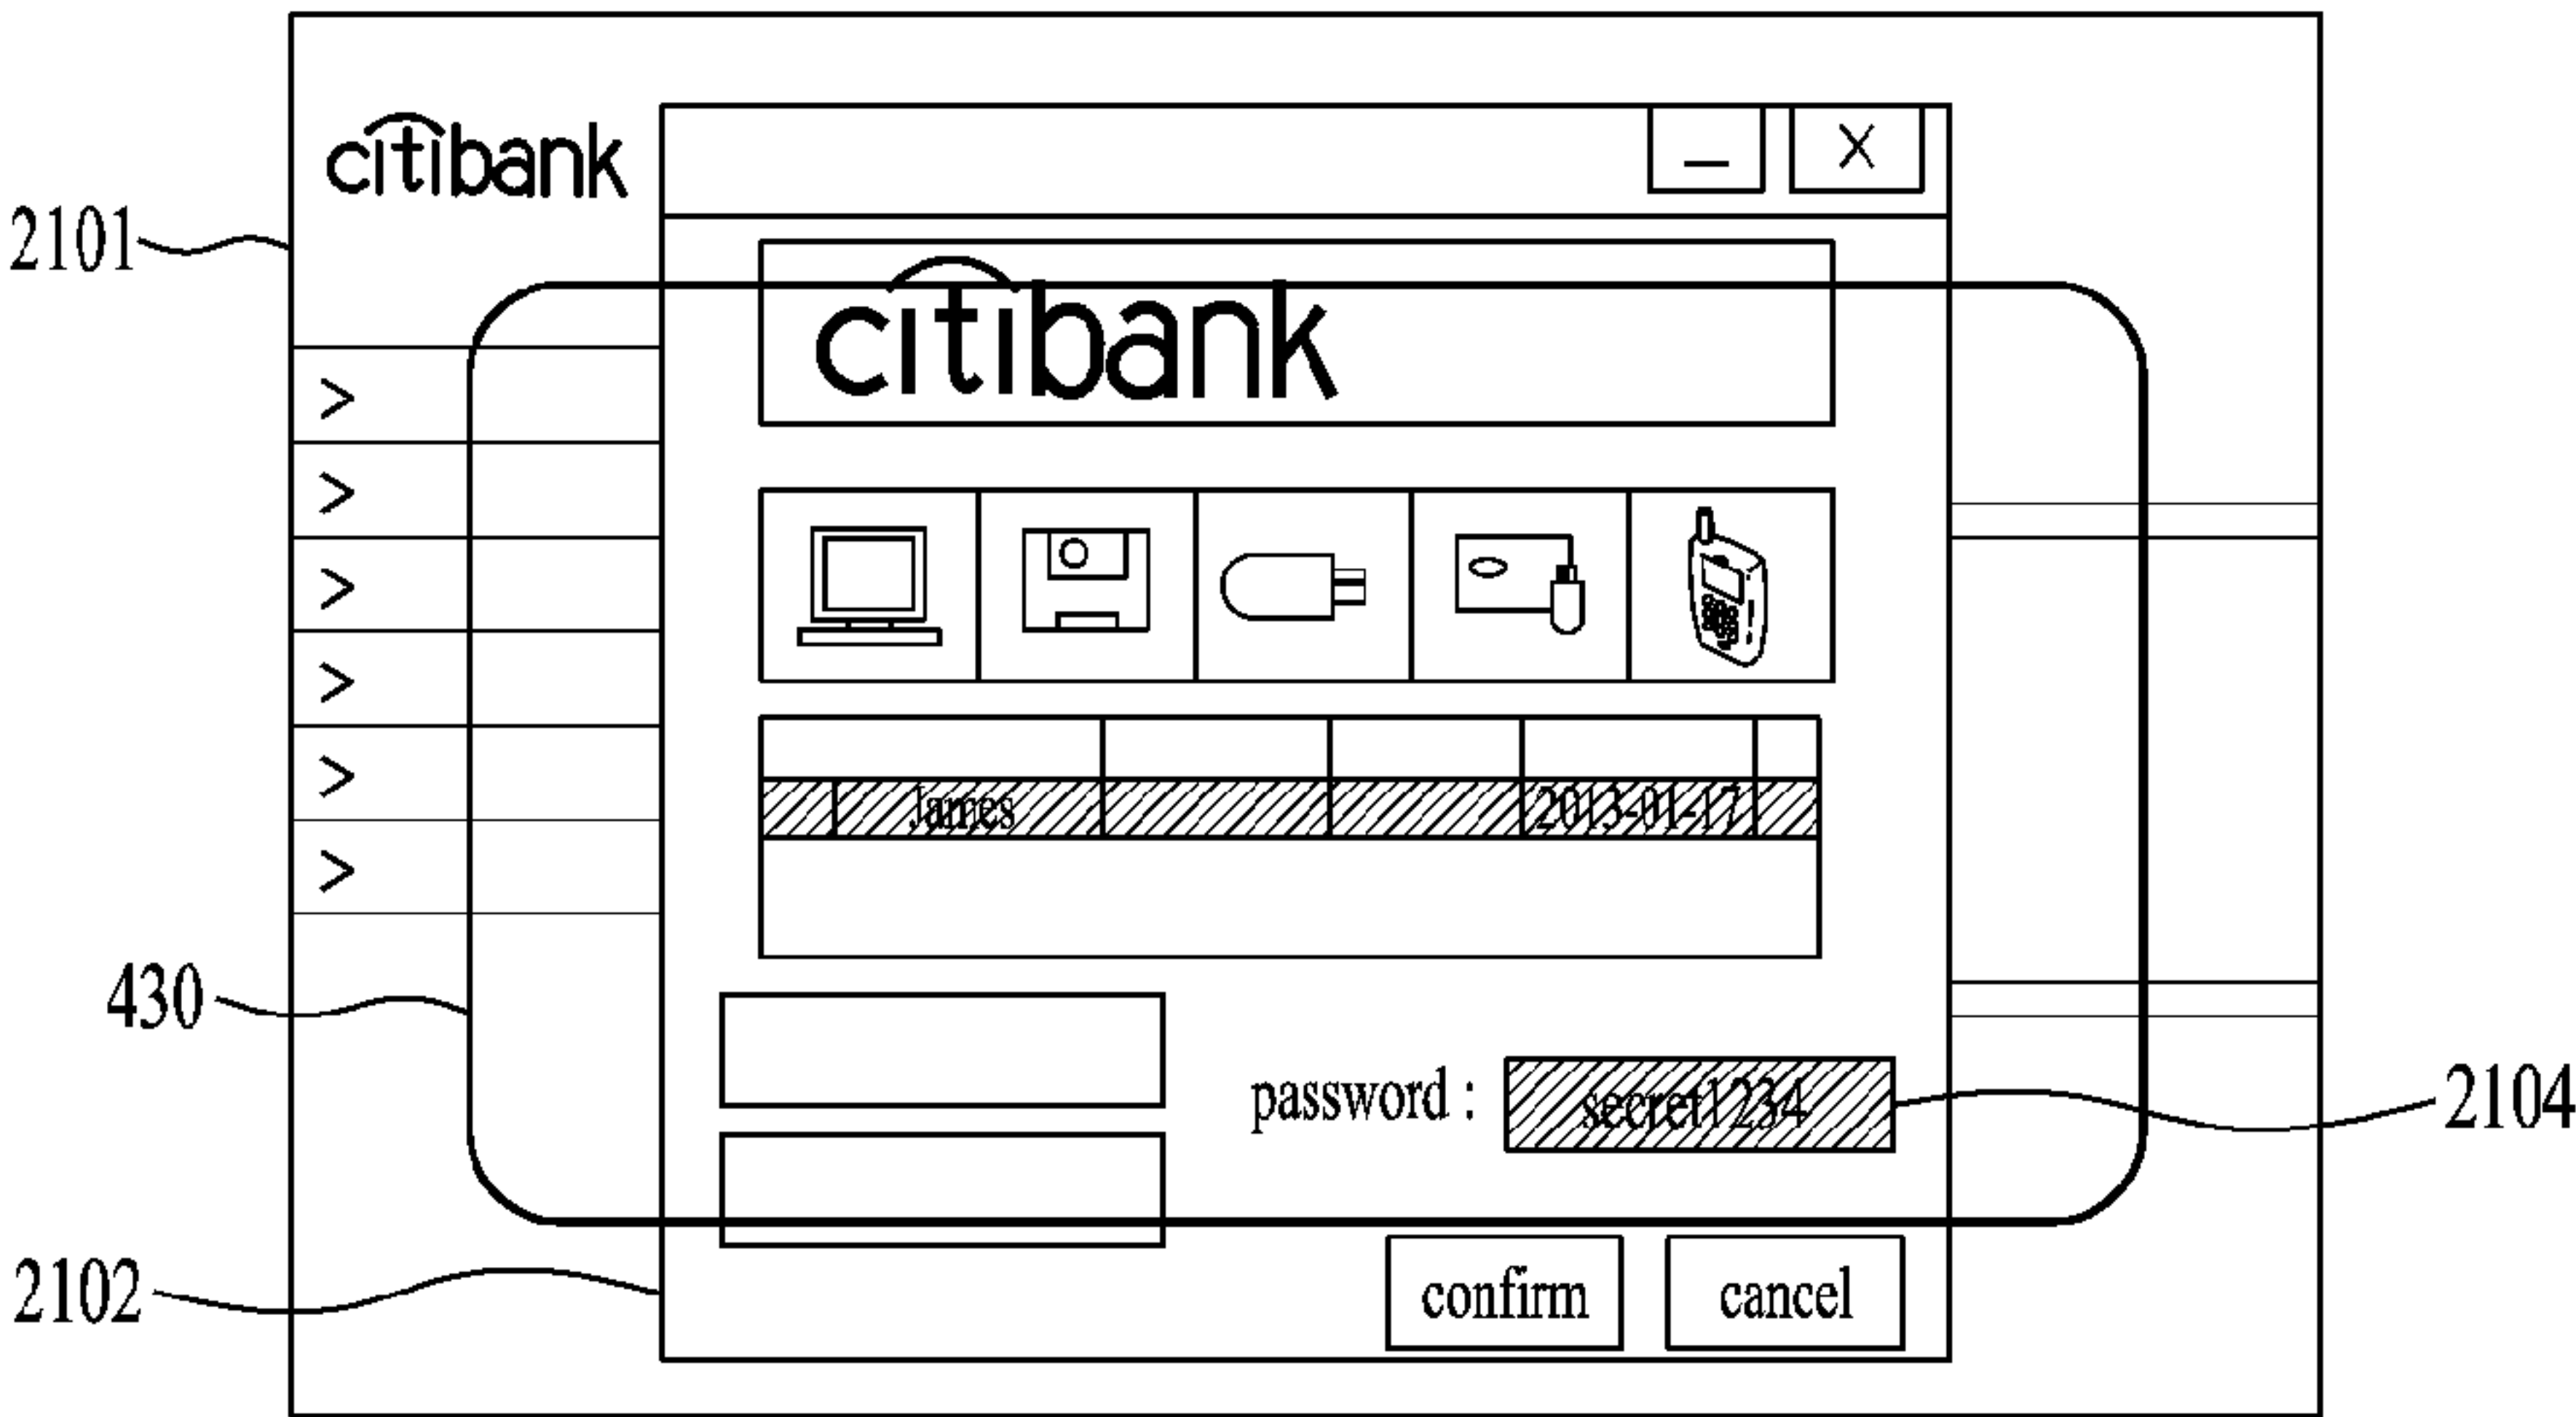 citibank
_ X
2101
citibank
>
>
>
>
>
>
James 2013-01-17
430
password : secret1234
2104
2102
confirm cancel